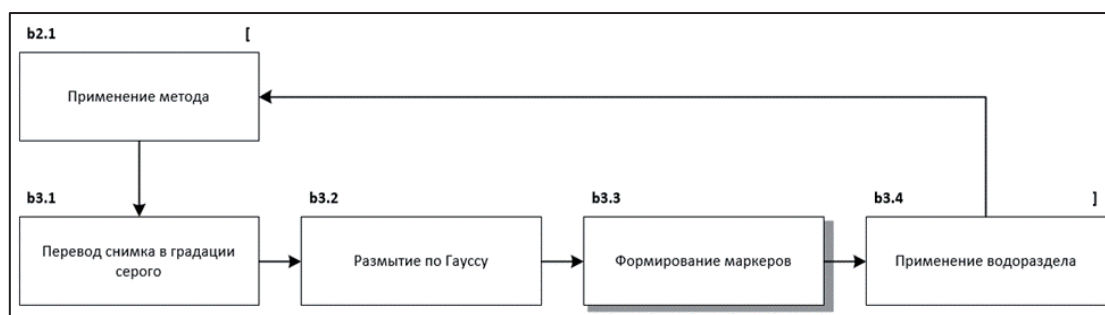 b2.1 [
Применение метода
b3.1
Перевод снимка в градации
серого
b3.2
Размытие по Гауссу
b3.3
Формирование маркеров
b3.4 ]
Применение водораздела